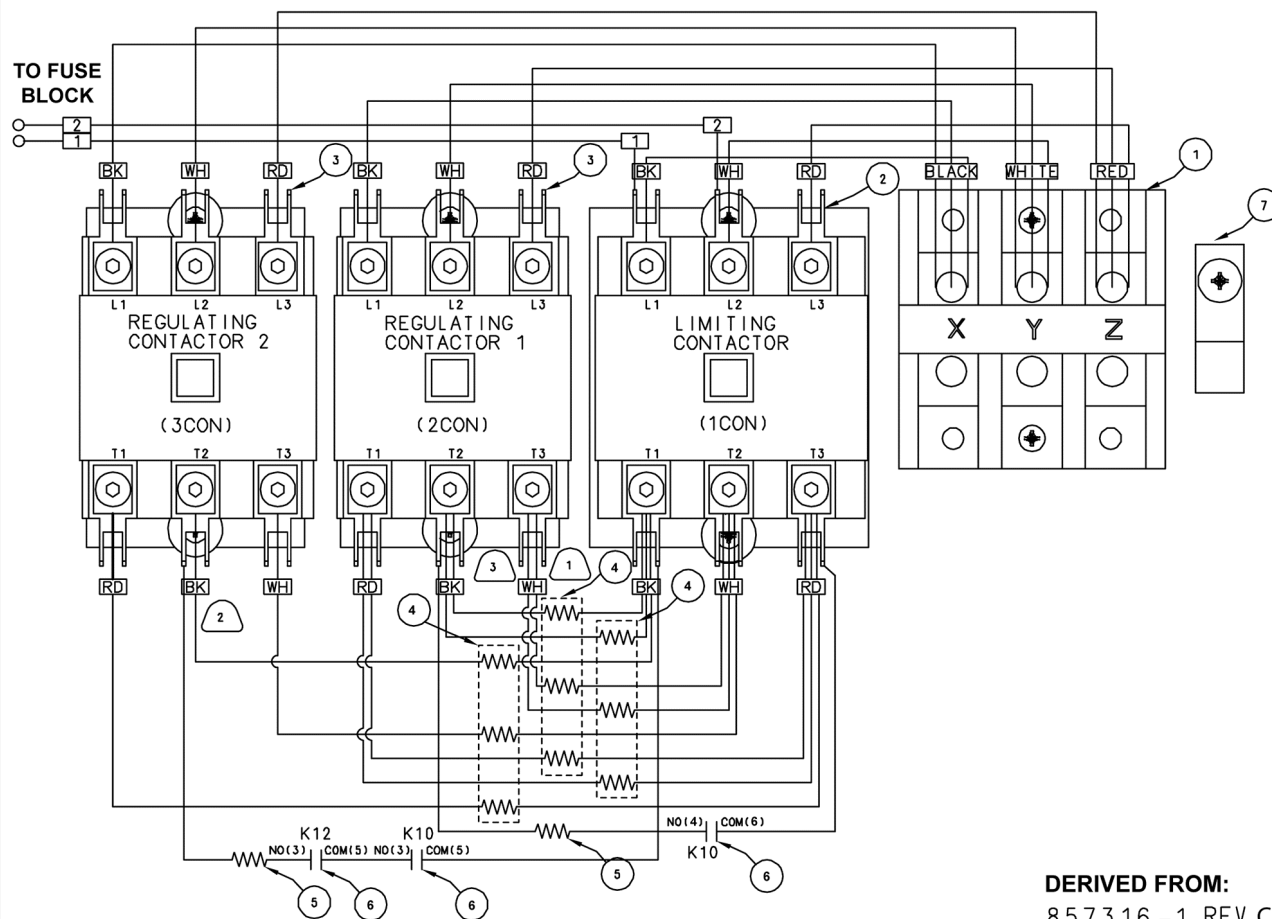 TO FUSE
BLOCK
2
1
2
1
BK WH RD 3 BK WH RD 3 BK WH RD 2 BLACK WHITE RED 1
7
L1 L2 L3 L1 L2 L3 L1 L2 L3
REGULATING
CONTACTOR 2
(3CON)
REGULATING
CONTACTOR 1
(2CON)
LIMITING
CONTACTOR
(1CON)
X Y Z
T1 T2 T3 T1 T2 T3 T1 T2 T3
RD BK WH RD BK 3 WH 1 4 BK WH RD
2 4 4
NO(4) COM(6)
K10
K12 K10
NO(3) COM(5) NO(3) COM(5)
5 6 6 5 6
DERIVED FROM:
857316-1 REV C